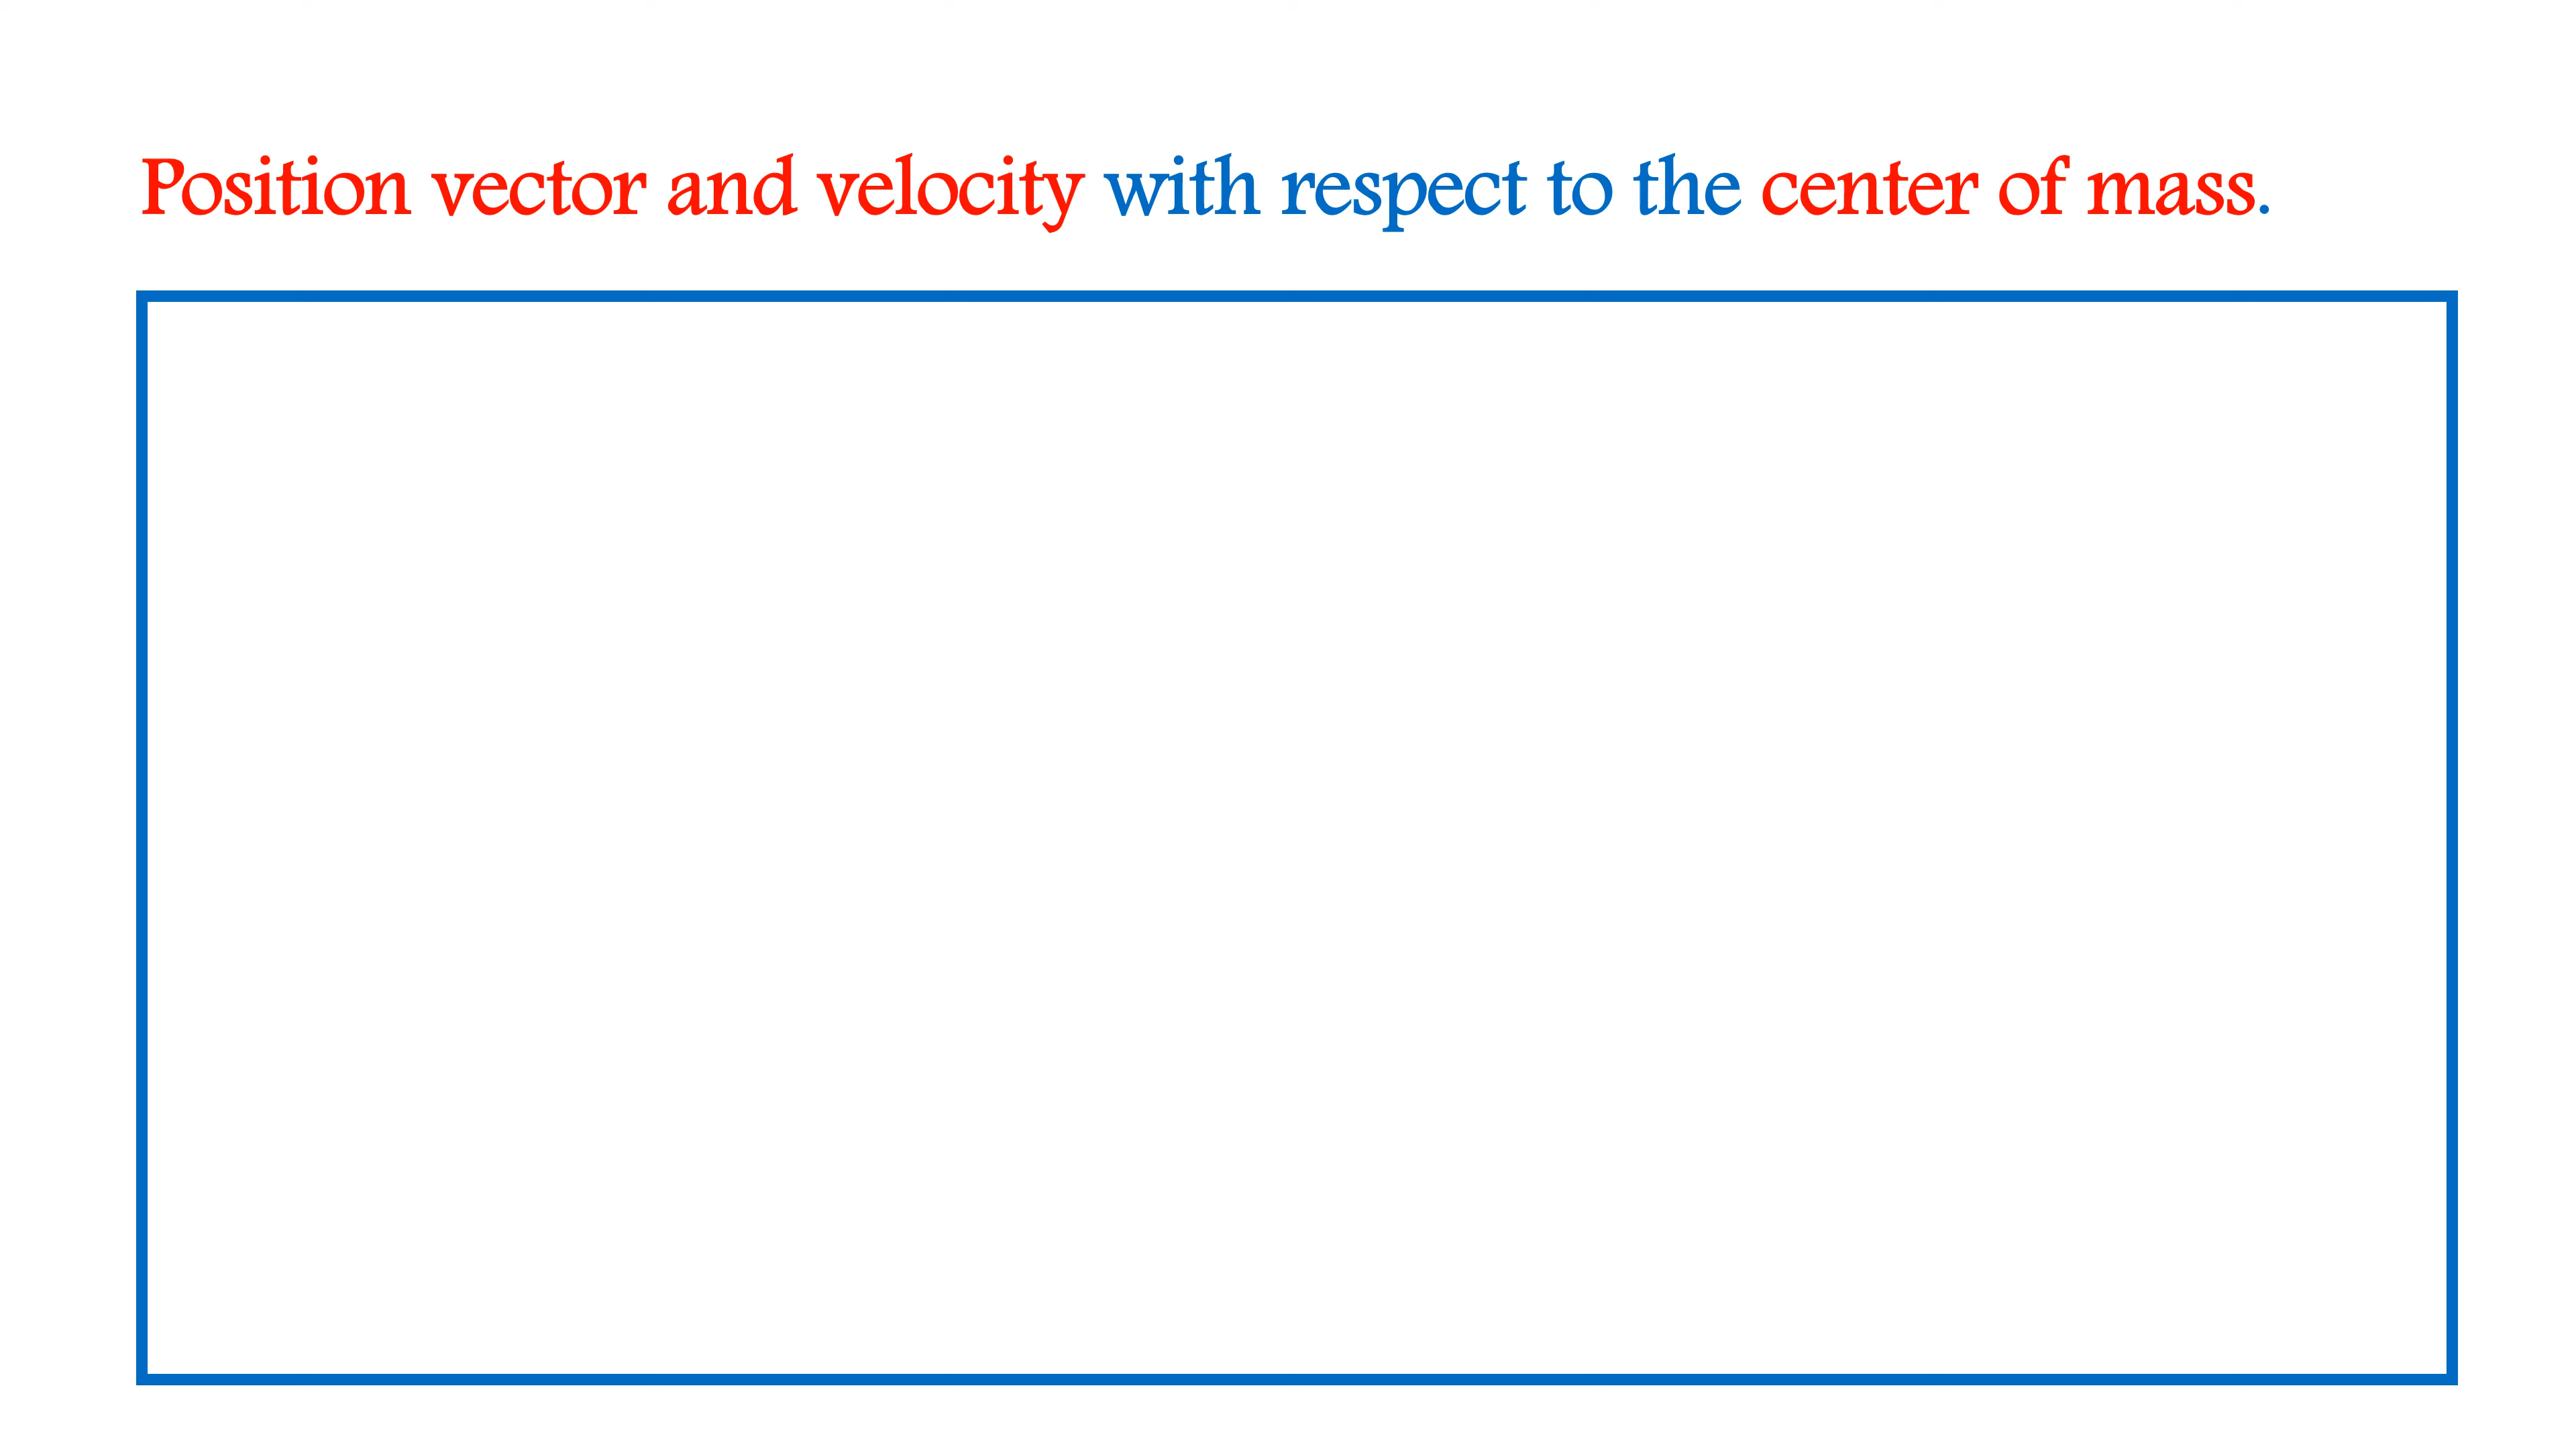 Position vector and velocity with respect to the center of mass.